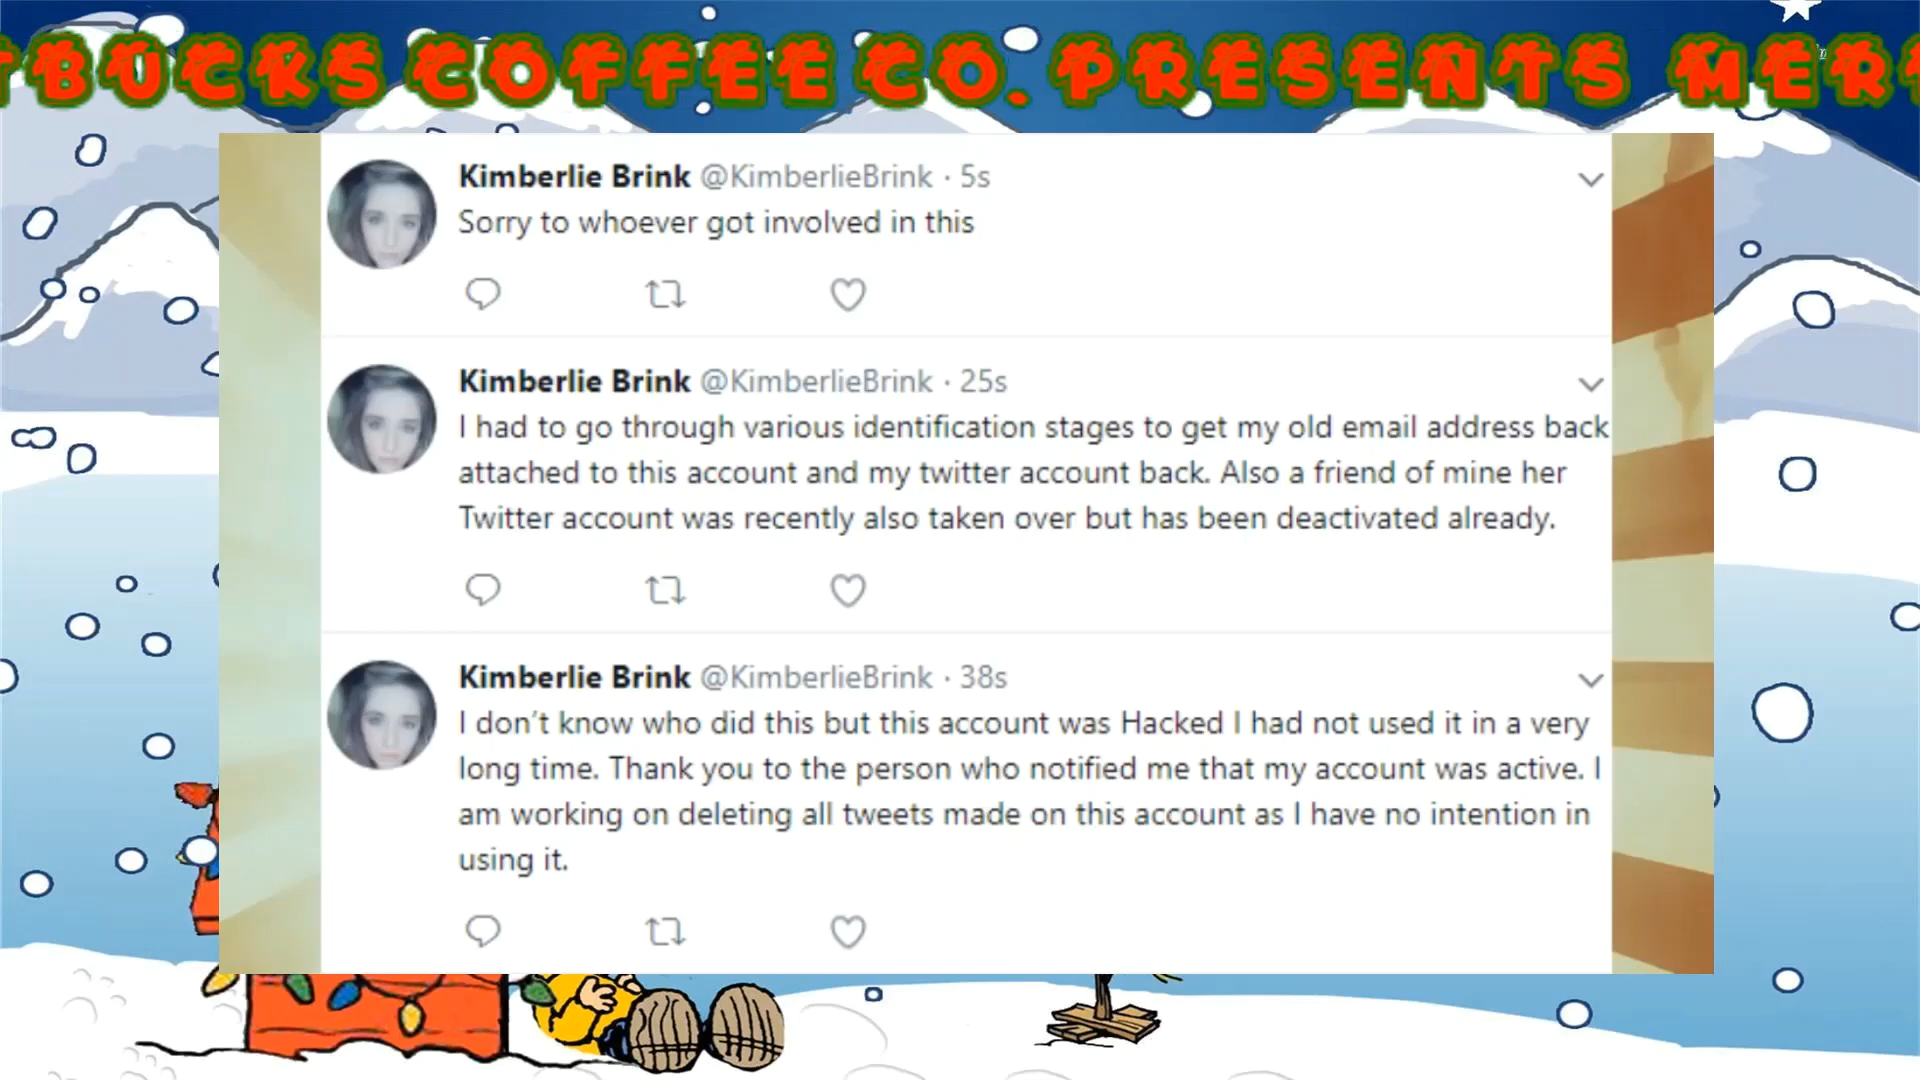 BUCKS COFFEE CO. PRESENTS MER
Kimberlie Brink @KimberlieBrink · 5s
Sorry to whoever got involved in this
Kimberlie Brink @KimberlieBrink · 25s
I had to go through various identification stages to get my old email address back
attached to this account and my twitter account back. Also a friend of mine her
Twitter account was recently also taken over but has been deactivated already.
Kimberlie Brink @KimberlieBrink · 38s
I don't know who did this but this account was Hacked I had not used it in a very
long time. Thank you to the person who notified me that my account was active. I
am working on deleting all tweets made on this account as I have no intention in
using it.